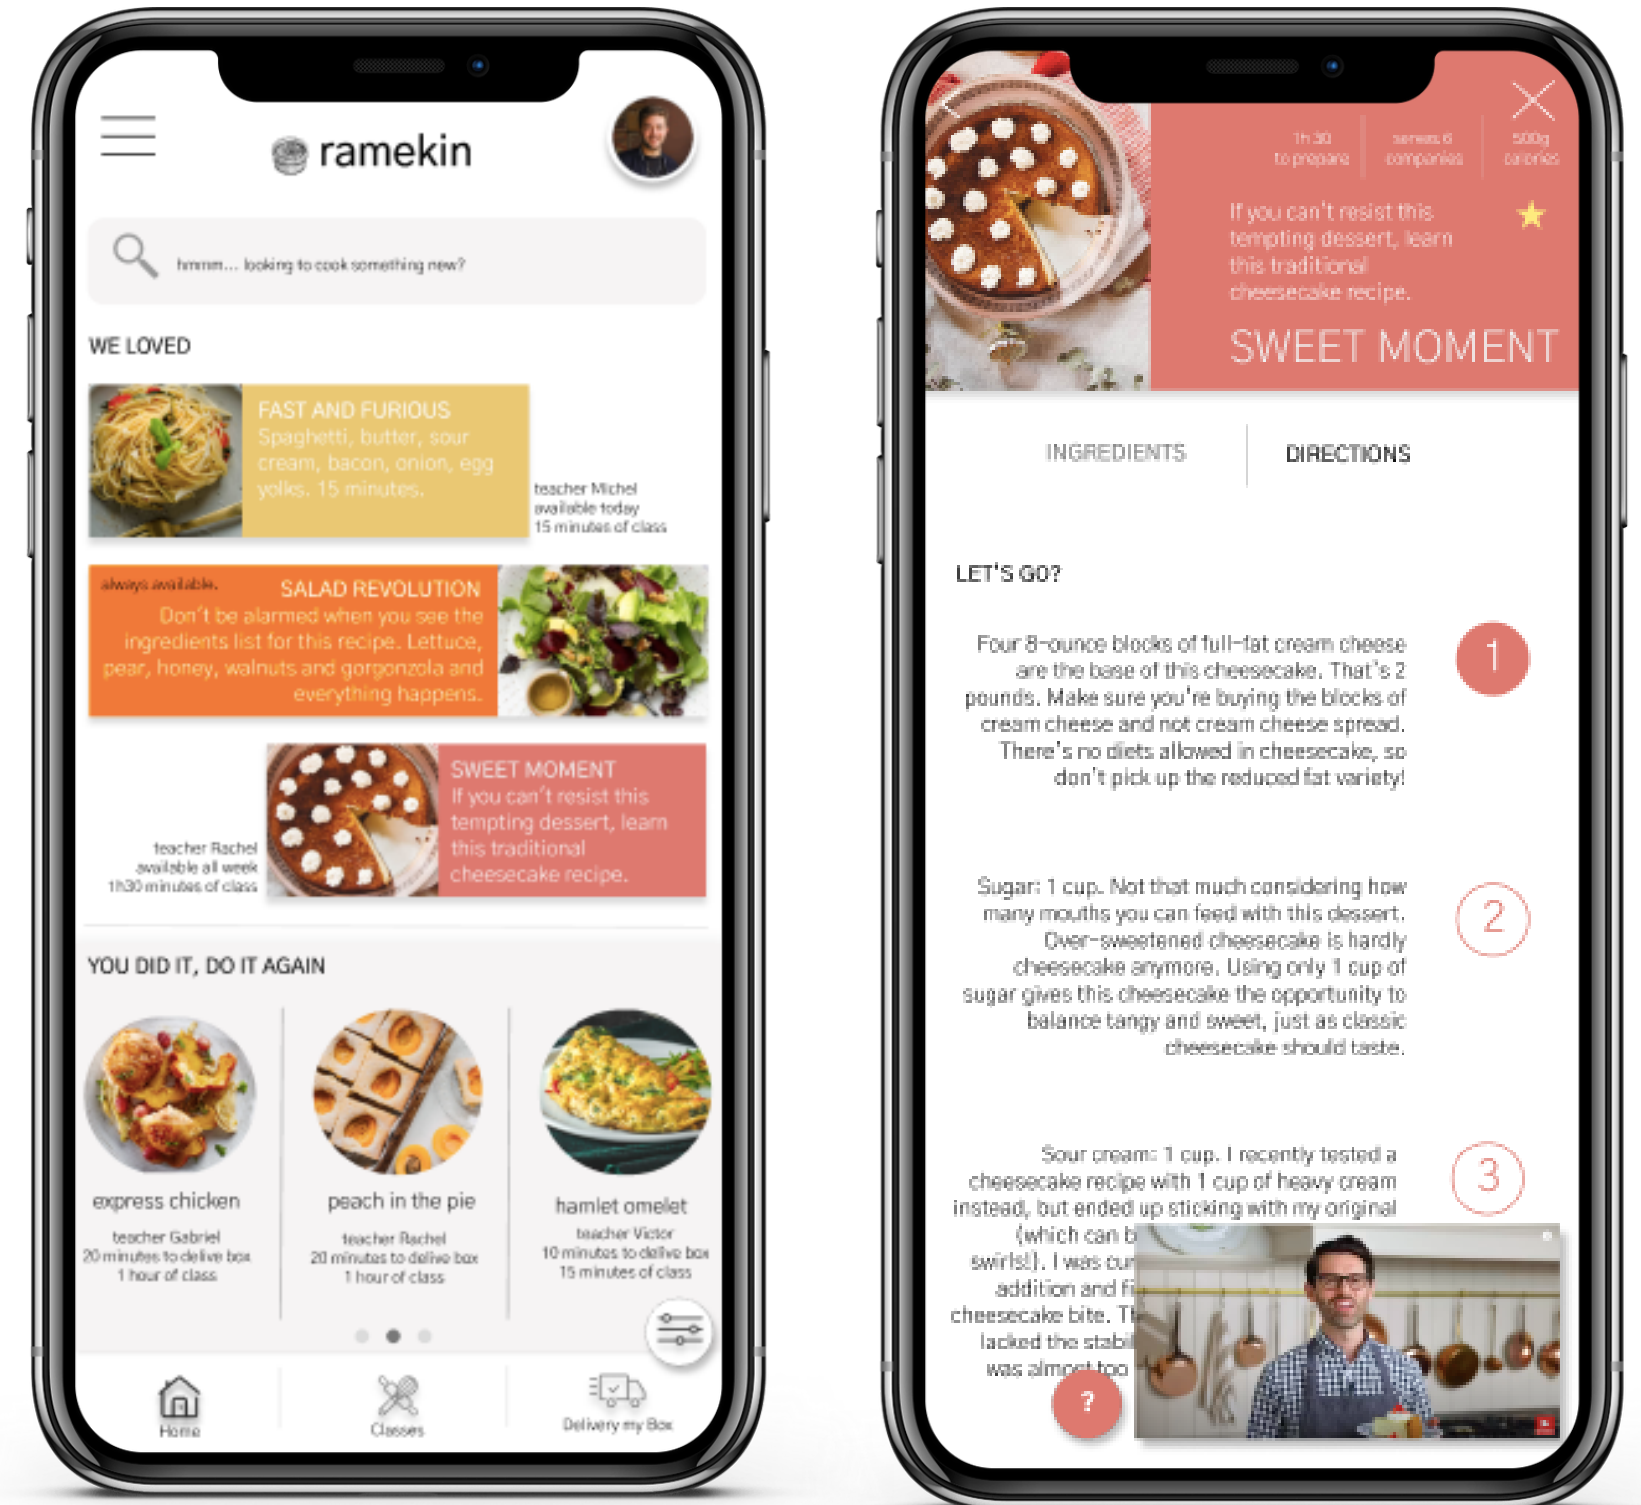 ramekin
hmmm... looking to cook something new?
WE LOVED
FAST AND FURIOUS
Spaghetti, butter, sour
cream, bacon, onion, egg
yolks. 15 minutes.
teacher Michel
available today
15 minutes of class
always available.
SALAD REVOLUTION
Don't be alarmed when you see the
ingredients list for this recipe. Lettuce,
pear, honey, walnuts and gorgonzola and
everything happens.
SWEET MOMENT
If you can't resist this
tempting dessert, learn
this traditional
cheesecake recipe.
teacher Rachel
available all week
1h30 minutes of class
YOU DID IT, DO IT AGAIN
express chicken
teacher Gabriel
20 minutes to delive box
1 hour of class
peach in the pie
teacher Rachel
20 minutes to delive box
1 hour of class
hamlet omelet
teacher Victor
10 minutes to delive box
15 minutes of class
Home
Classes
Delivery my Box
1h 30
to prepare
serves 6
companies
500g
calories
If you can't resist this
tempting dessert, learn
this traditional
cheesecake recipe.
SWEET MOMENT
INGREDIENTS
DIRECTIONS
LET'S GO?
Four 8-ounce blocks of full-fat cream cheese
are the base of this cheesecake. That's 2
pounds. Make sure you're buying the blocks of
cream cheese and not cream cheese spread.
There's no diets allowed in cheesecake, so
don't pick up the reduced fat variety!
1
Sugar: 1 cup. Not that much considering how
many mouths you can feed with this dessert.
Over-sweetened cheesecake is hardly
cheesecake anymore. Using only 1 cup of
sugar gives this cheesecake the opportunity to
balance tangy and sweet, just as classic
cheesecake should taste.
2
Sour cream: 1 cup. I recently tested a
cheesecake recipe with 1 cup of heavy cream
instead, but ended up sticking with my original
(which can b
swirls!). I was cur
addition and fi
cheesecake bite. Th
lacked the stabil
was almost too
3
?